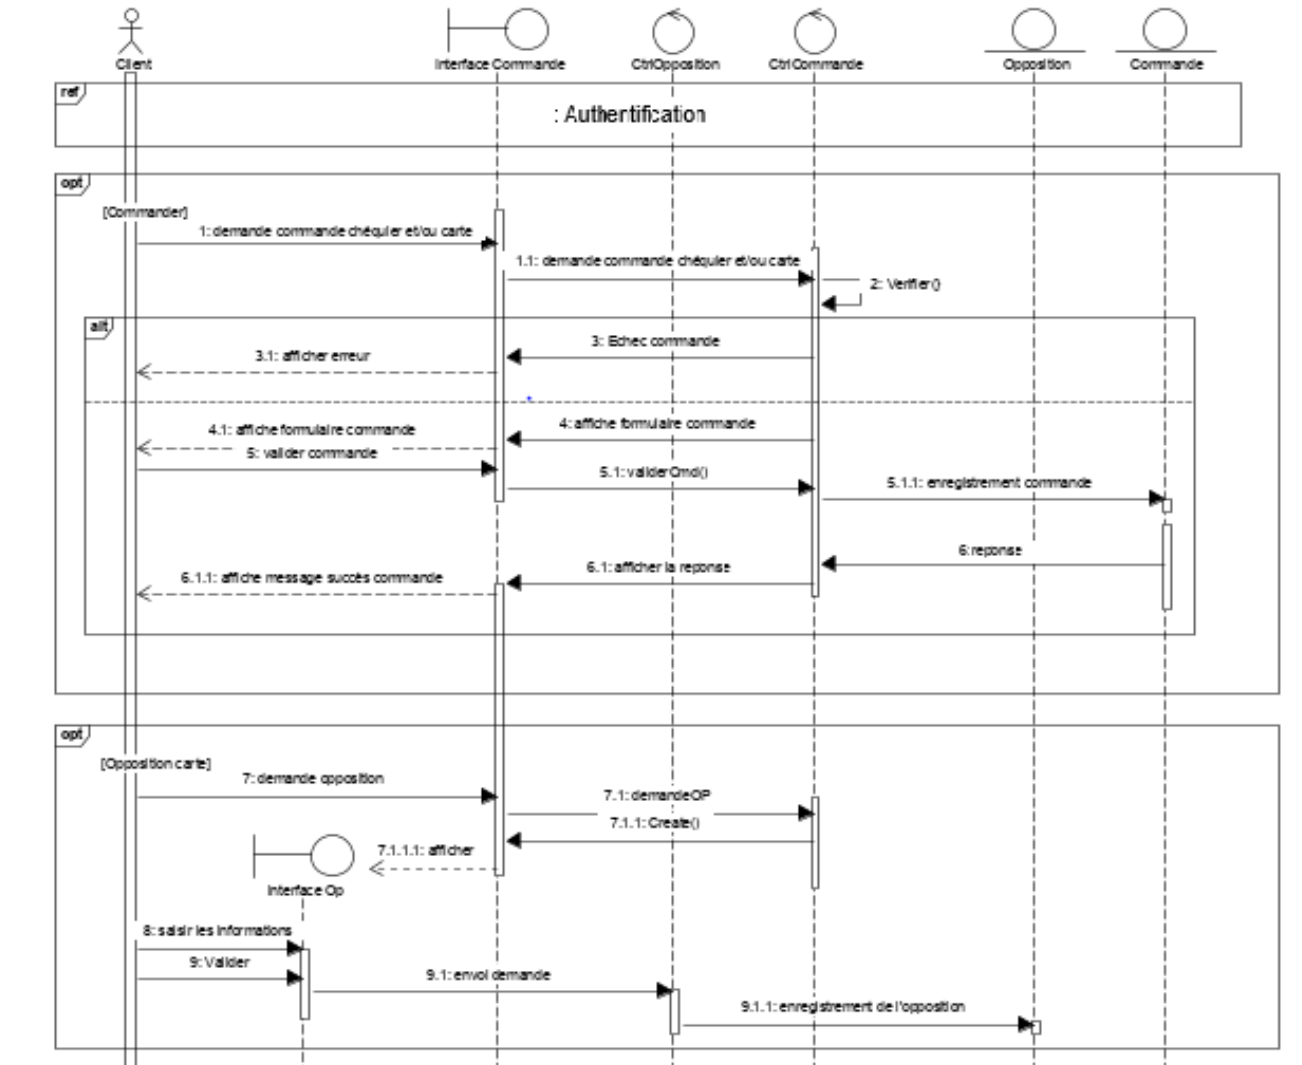 Client
Interface Commande
CtrlOpposition
Ctrl Commande
Opposition
Commande
ref
: Authentification
opt
[Commander]
1: demande commande chéquier et/ou carte
1.1: demande commande chéquier et/ou carte
2: Verifier()
alt
3: Echec commande
3.1: afficher erreur
4: affiche formulaire commande
4.1: affiche formulaire commande
5: valider commande
5.1: validerCmd()
5.1.1: enregistrement commande
6: reponse
6.1: afficher la reponse
6.1.1: affiche message succès commande
opt
[Opposition carte]
7: demande opposition
7.1: demandeOP
7.1.1: Create()
7.1.1.1: afficher
Interface Op
8: saisir les informations
9: Valider
9.1: envoi demande
9.1.1: enregistrement de l'opposition